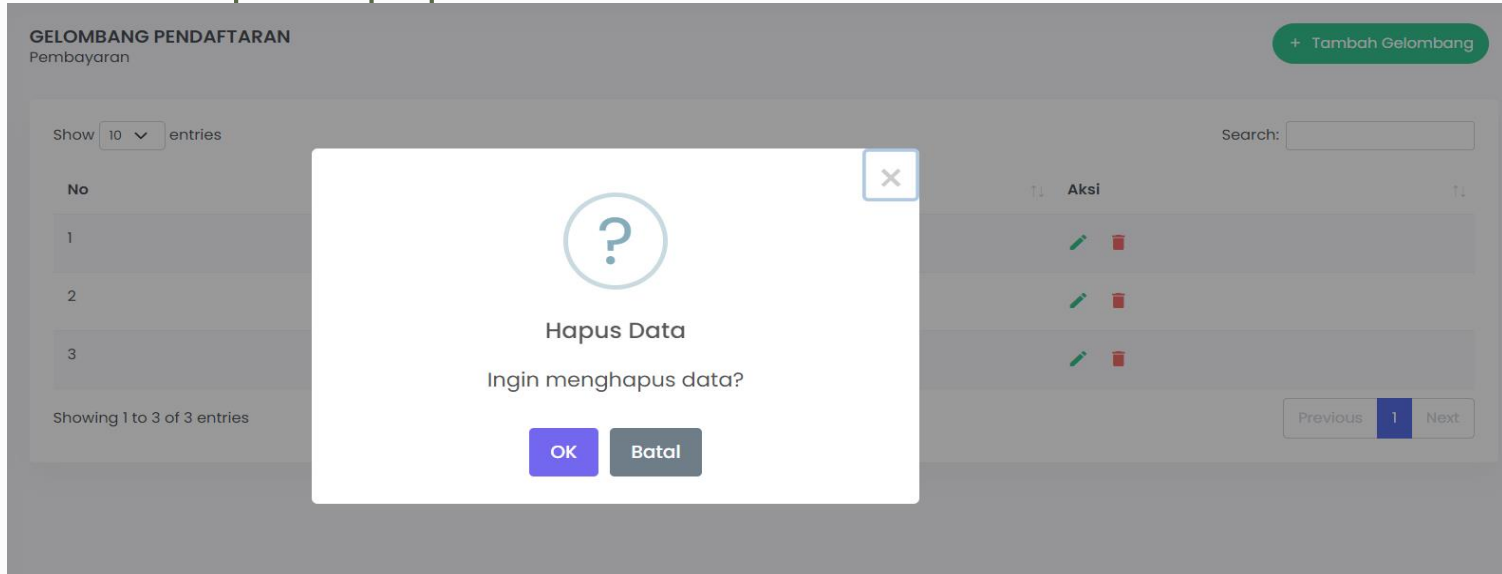 GELOMBANG PENDAFTARAN
Pembayaran
+ Tambah Gelombang
Show 10 entries
Search:
No
Aksi
1
2
3
?
Hapus Data
Ingin menghapus data?
OK Batal
Showing 1 to 3 of 3 entries
Previous 1 Next